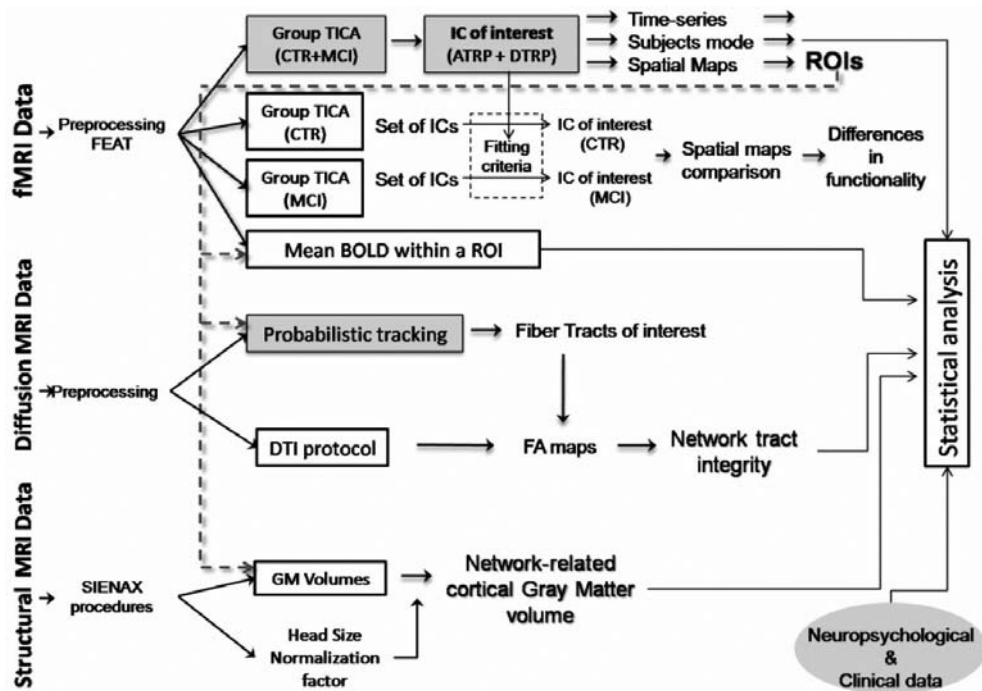 fMRI Data
Preprocessing
FEAT
Group TICA
(CTR+MCI)
IC of interest
(ATRP + DTRP)
Time-series
Subjects mode
Spatial Maps
ROIs
Group TICA
(CTR)
Set of ICs
Fitting
criteria
IC of interest
(CTR)
Group TICA
(MCI)
Set of ICs
IC of interest
(MCI)
Spatial maps
comparison
Differences
in
functionality
Mean BOLD within a ROI
Diffusion MRI Data
Preprocessing
Probabilistic tracking
Fiber Tracts of interest
DTI protocol
FA maps
Network tract
integrity
Structural MRI Data
SIENAX
procedures
GM Volumes
Network-related
cortical Gray Matter
volume
Head Size
Normalization
factor
Statistical analysis
Neuropsychological
&
Clinical data